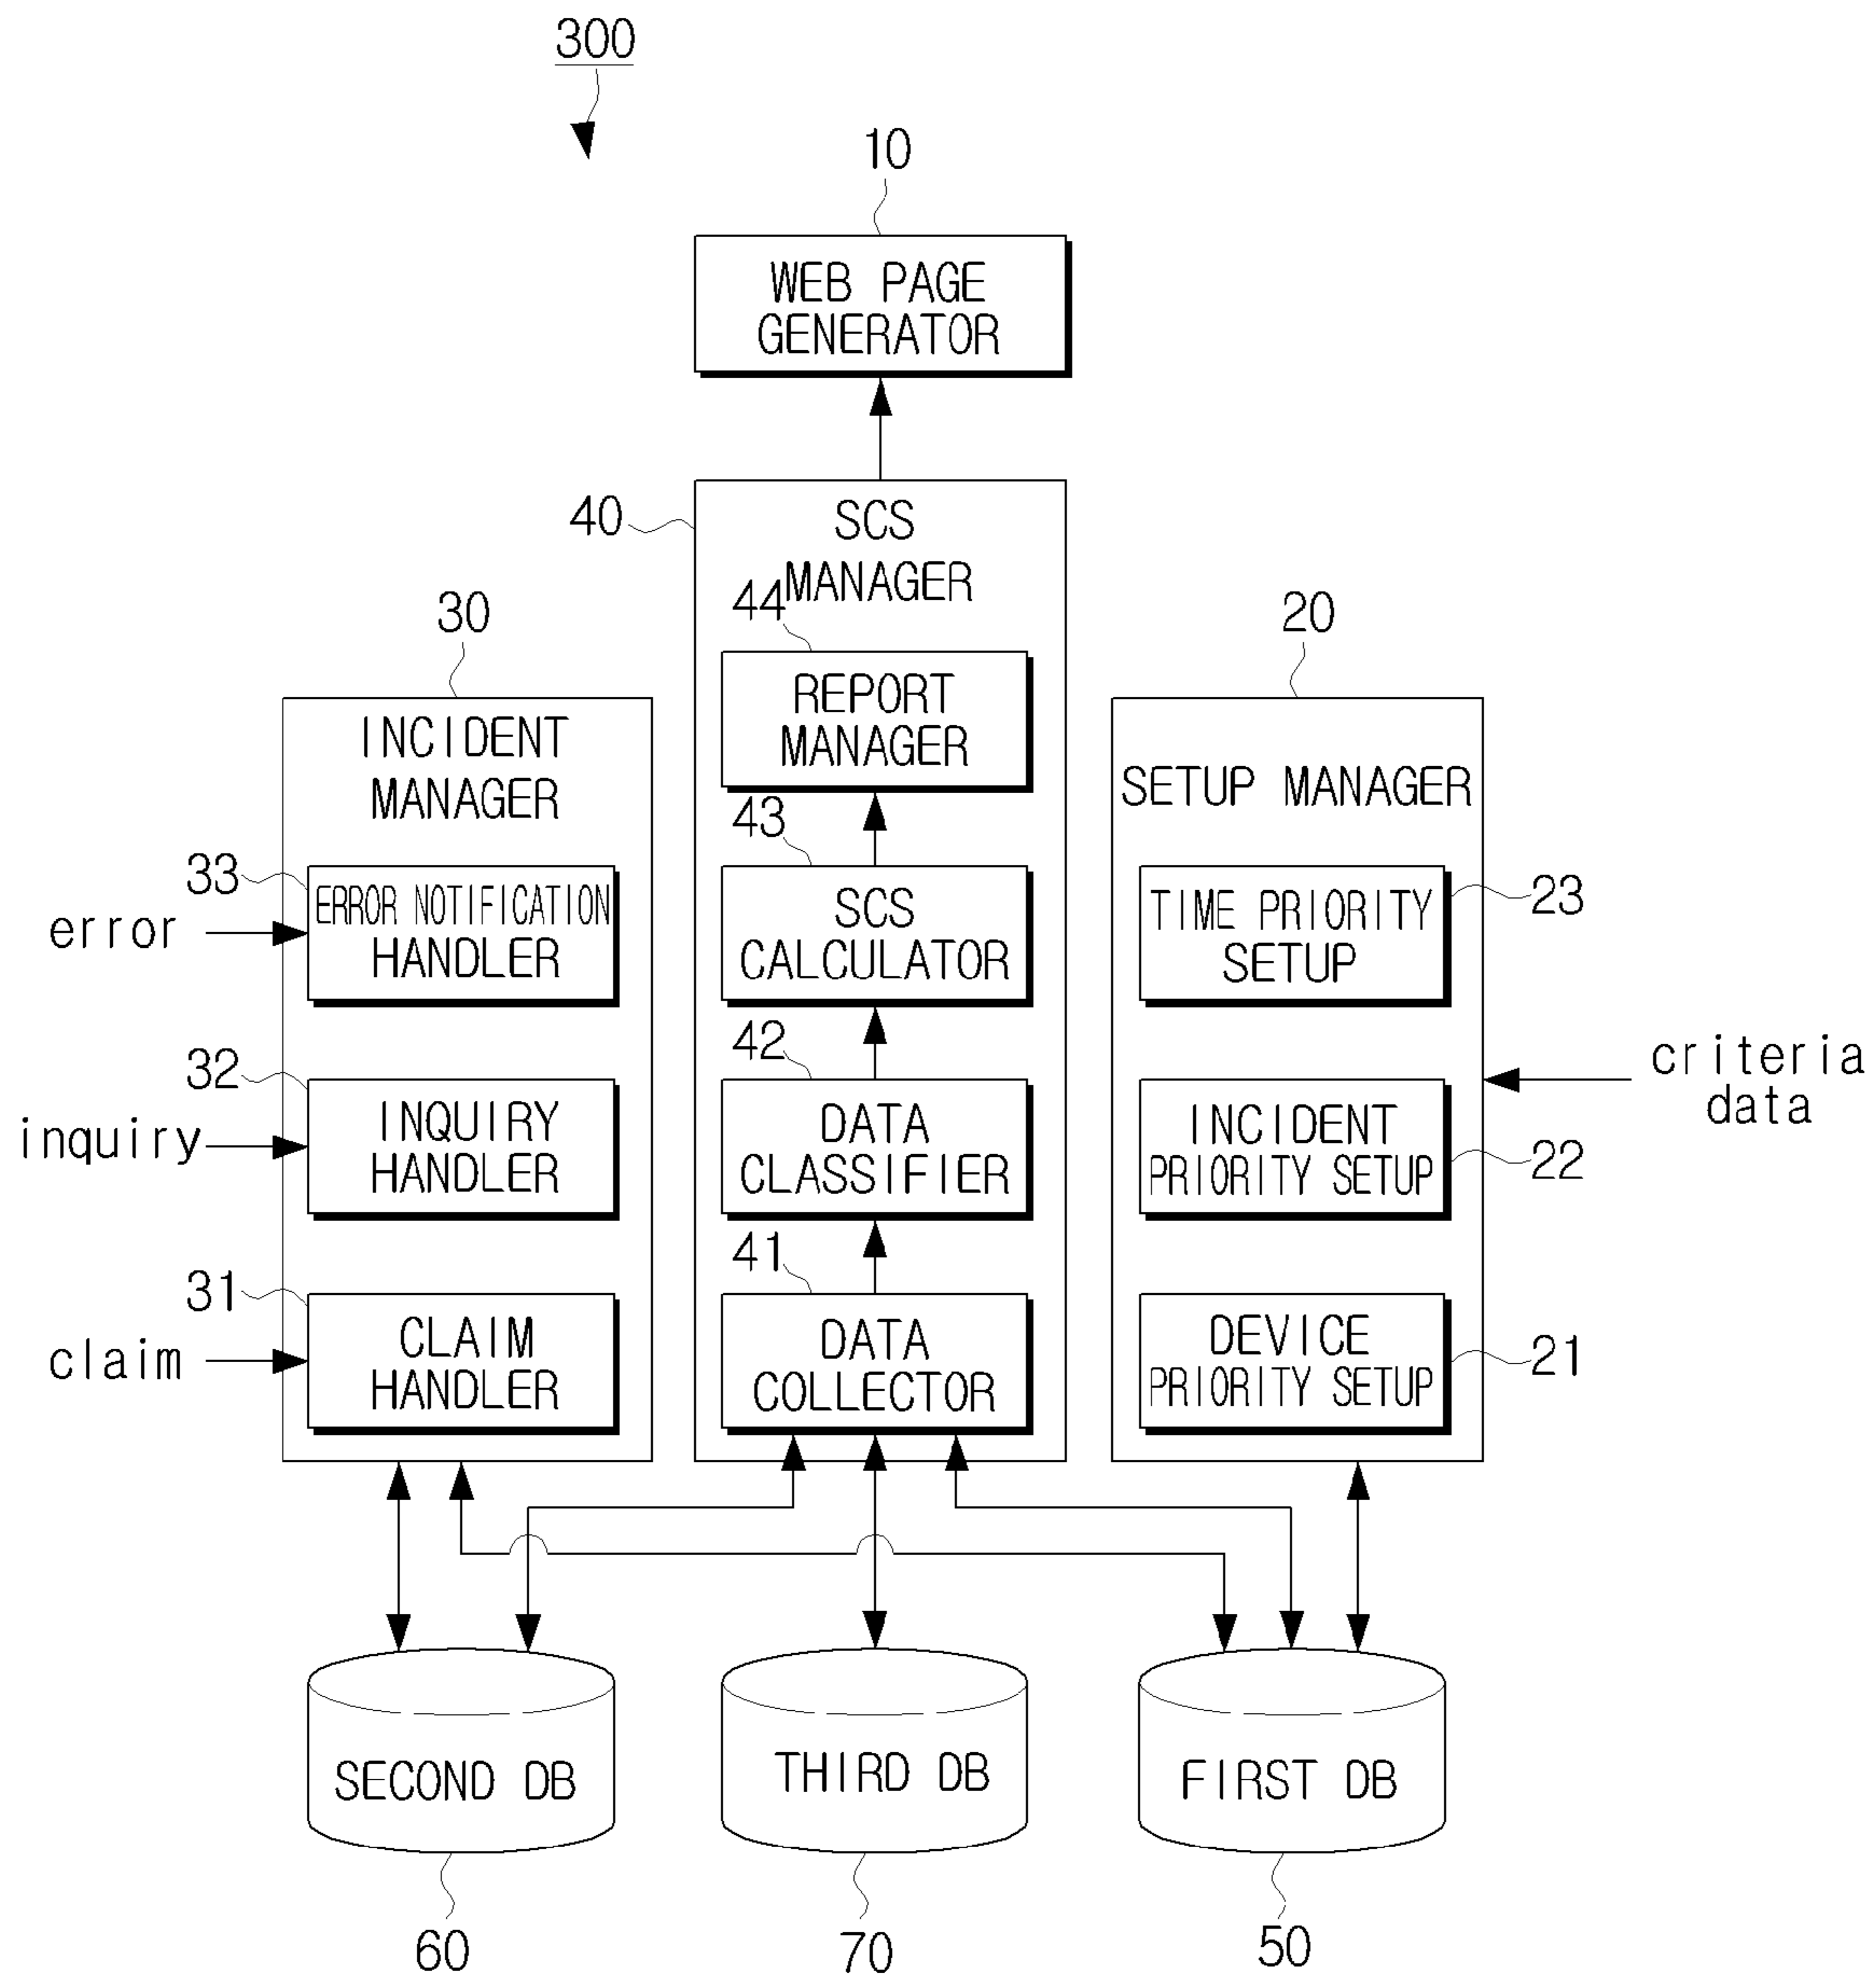 300
10
WEB PAGE
GENERATOR
40
SCS
MANAGER
44
REPORT
MANAGER
43
SCS
CALCULATOR
42
DATA
CLASSIFIER
41
DATA
COLLECTOR
30
INCIDENT
MANAGER
33
error
ERROR NOTIFICATION
HANDLER
32
inquiry
INQUIRY
HANDLER
31
claim
CLAIM
HANDLER
20
SETUP MANAGER
TIME PRIORITY
SETUP
23
criteria
data
INCIDENT
PRIORITY SETUP
22
DEVICE
PRIORITY SETUP
21
SECOND DB
THIRD DB
FIRST DB
60
70
50